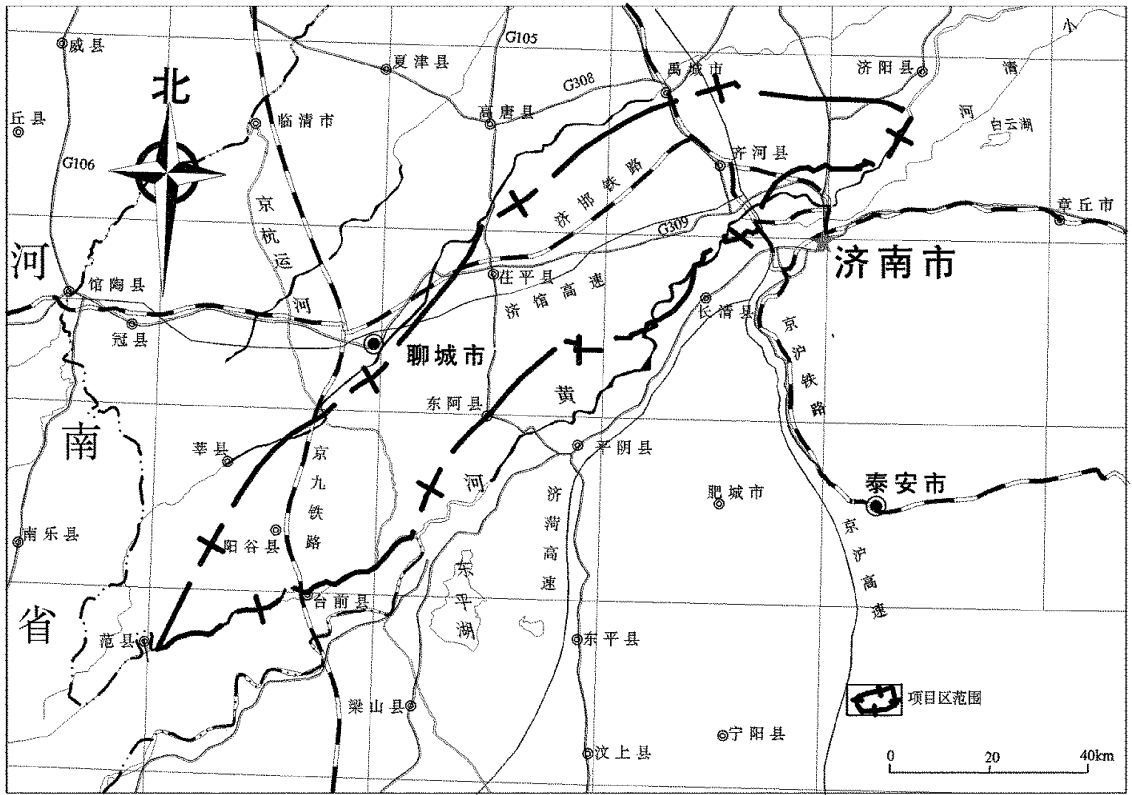 威县
夏津县
G105
禹城市
济阳县
小
清
河
北
G308
丘县
临清市
高唐县
白云湖
G106
齐河县
京
杭
运
河
济邯铁路
章丘市
G309
河
济南市
馆陶县
茌平县
济馆高速
长清县
冠县
聊城市
京
沪
铁
路
黄
河
东阿县
南
莘县
京
九
铁
路
平阴县
济
菏
高
速
肥城市
泰安市
南乐县
阳谷县
京
沪
高
速
东
平
湖
省
台前县
范县
东平县
梁山县
项目区范围
汶上县
宁阳县
0
20
40km